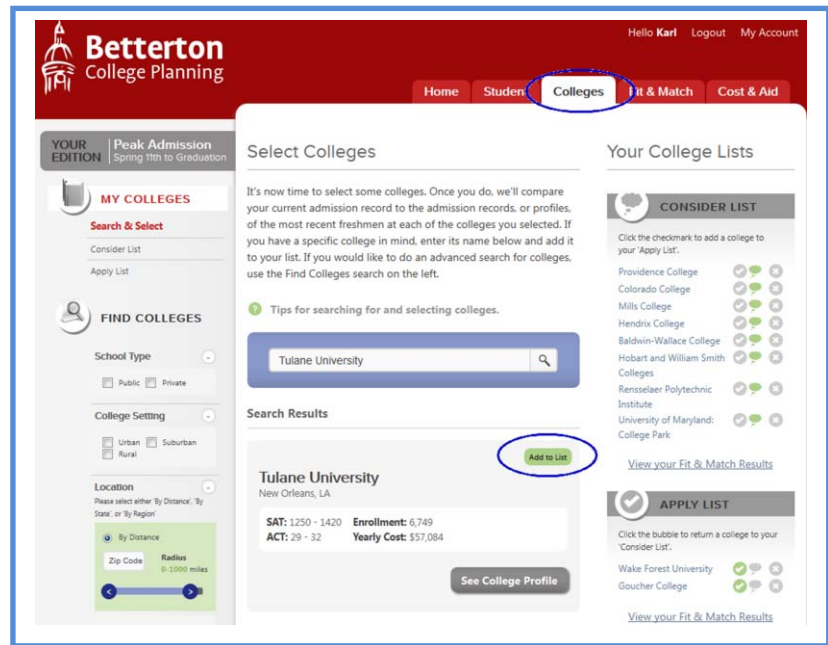 Hello Karl Logout My Account
Betterton
College Planning
Home Student Colleges Fit & Match Cost & Aid
YOUR EDITION
Peak Admission
Spring 11th to Graduation
MY COLLEGES
Search & Select
Consider List
Apply List
FIND COLLEGES
School Type
Public Private
College Setting
Urban Suburban
Rural
Location
Please select either 'By Distance', 'By
State', or 'By Region'
By Distance
Zip Code
Radius
0-1000 miles
Select Colleges
It's now time to select some colleges. Once you do, we'll compare
your current admission record to the admission records, or profiles,
of the most recent freshmen at each of the colleges you selected. If
you have a specific college in mind, enter its name below and add it
to your list. If you would like to do an advanced search for colleges,
use the Find Colleges search on the left.
? Tips for searching for and selecting colleges.
Tulane University
Search Results
Add to List
Tulane University
New Orleans, LA
SAT: 1250 - 1420 Enrollment: 6,749
ACT: 29 - 32 Yearly Cost: $57,084
See College Profile
Your College Lists
CONSIDER LIST
Click the checkmark to add a college to
your 'Apply List'.
Providence College
Colorado College
Mills College
Hendrix College
Baldwin-Wallace College
Hobart and William Smith
Colleges
Rensselaer Polytechnic
Institute
University of Maryland:
College Park
View your Fit & Match Results
APPLY LIST
Click the bubble to return a college to your
'Consider List'.
Wake Forest University
Goucher College
View your Fit & Match Results